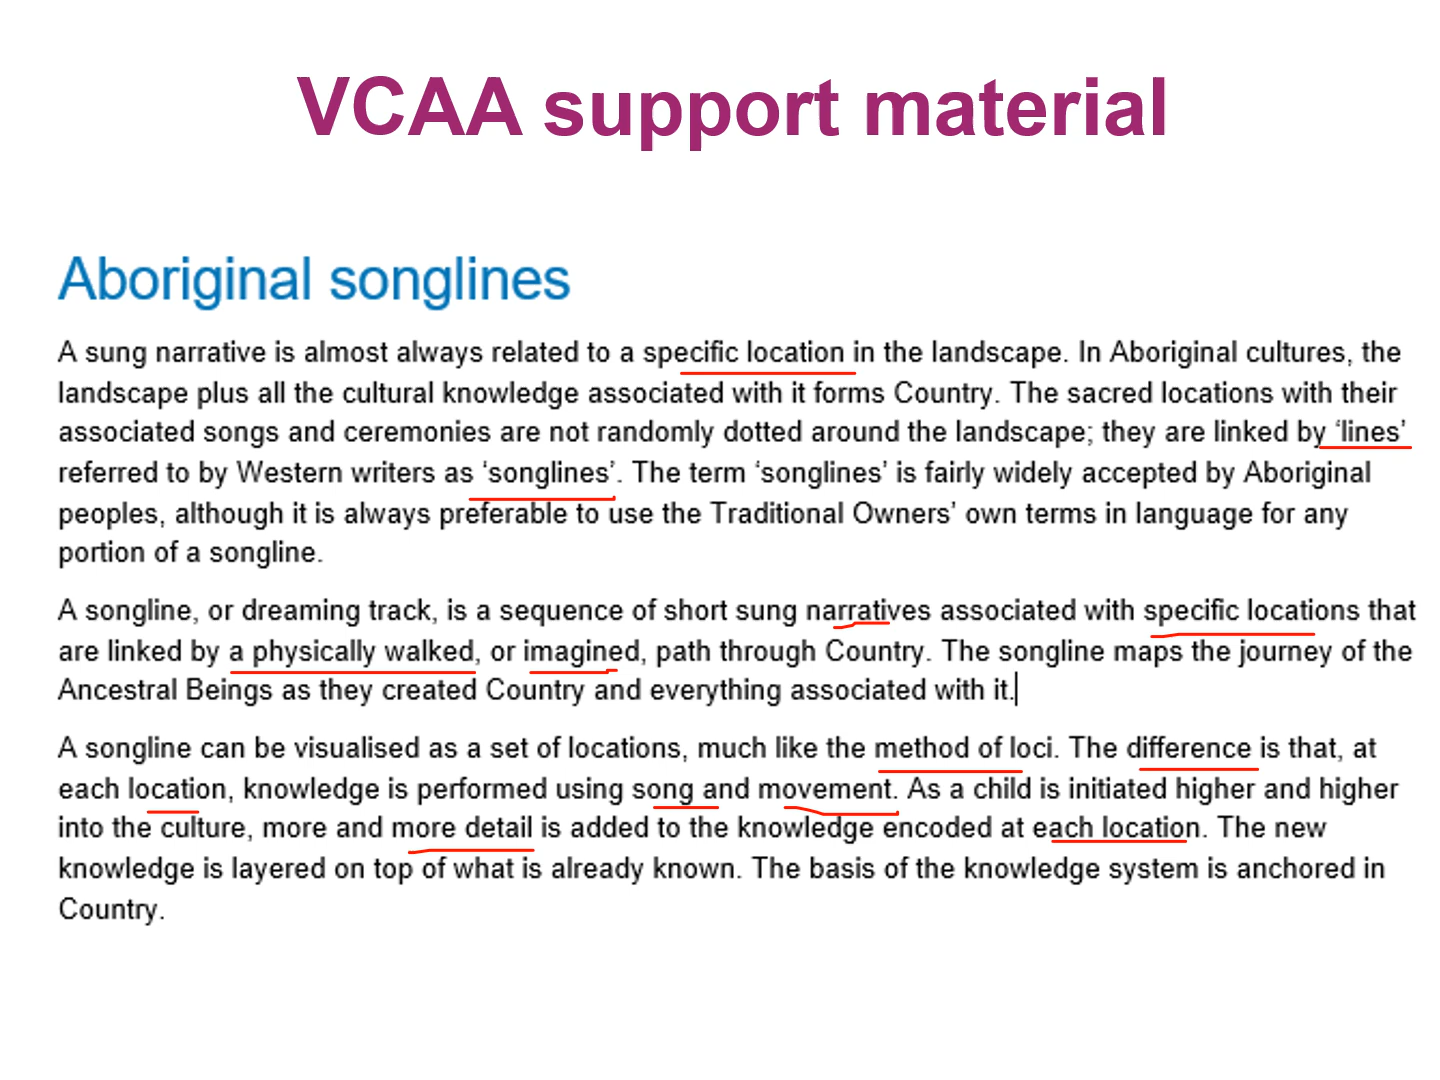 VCAA support material
Aboriginal songlines
A sung narrative is almost always related to a specific location in the landscape. In Aboriginal cultures, the
landscape plus all the cultural knowledge associated with it forms Country. The sacred locations with their
associated songs and ceremonies are not randomly dotted around the landscape; they are linked by ‘lines’
referred to by Western writers as ‘songlines’. The term ‘songlines’ is fairly widely accepted by Aboriginal
peoples, although it is always preferable to use the Traditional Owners’ own terms in language for any
portion of a songline.
A songline, or dreaming track, is a sequence of short sung narratives associated with specific locations that
are linked by a physically walked, or imagined, path through Country. The songline maps the journey of the
Ancestral Beings as they created Country and everything associated with it.
A songline can be visualised as a set of locations, much like the method of loci. The difference is that, at
each location, knowledge is performed using song and movement. As a child is initiated higher and higher
into the culture, more and more detail is added to the knowledge encoded at each location. The new
knowledge is layered on top of what is already known. The basis of the knowledge system is anchored in
Country.